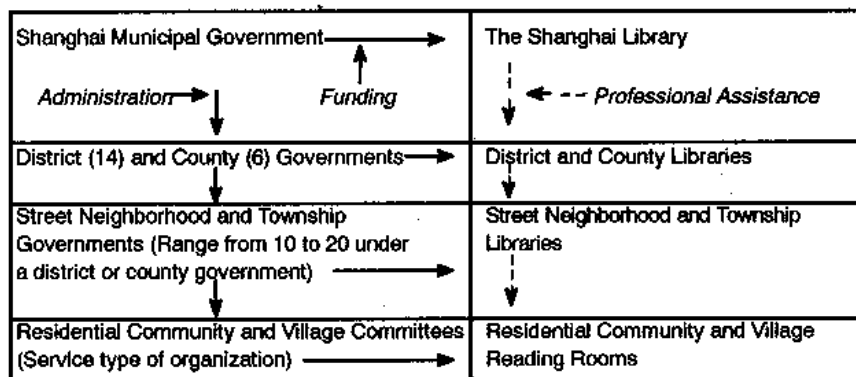 Shanghai Municipal Government
The Shanghai Library
Administration
Funding
Professional Assistance
District (14) and County (6) Governments
District and County Libraries
Street Neighborhood and Township
Governments (Range from 10 to 20 under
a district or county government)
Street Neighborhood and Township
Libraries
Residential Community and Village Committees
(Service type of organization)
Residential Community and Village
Reading Rooms